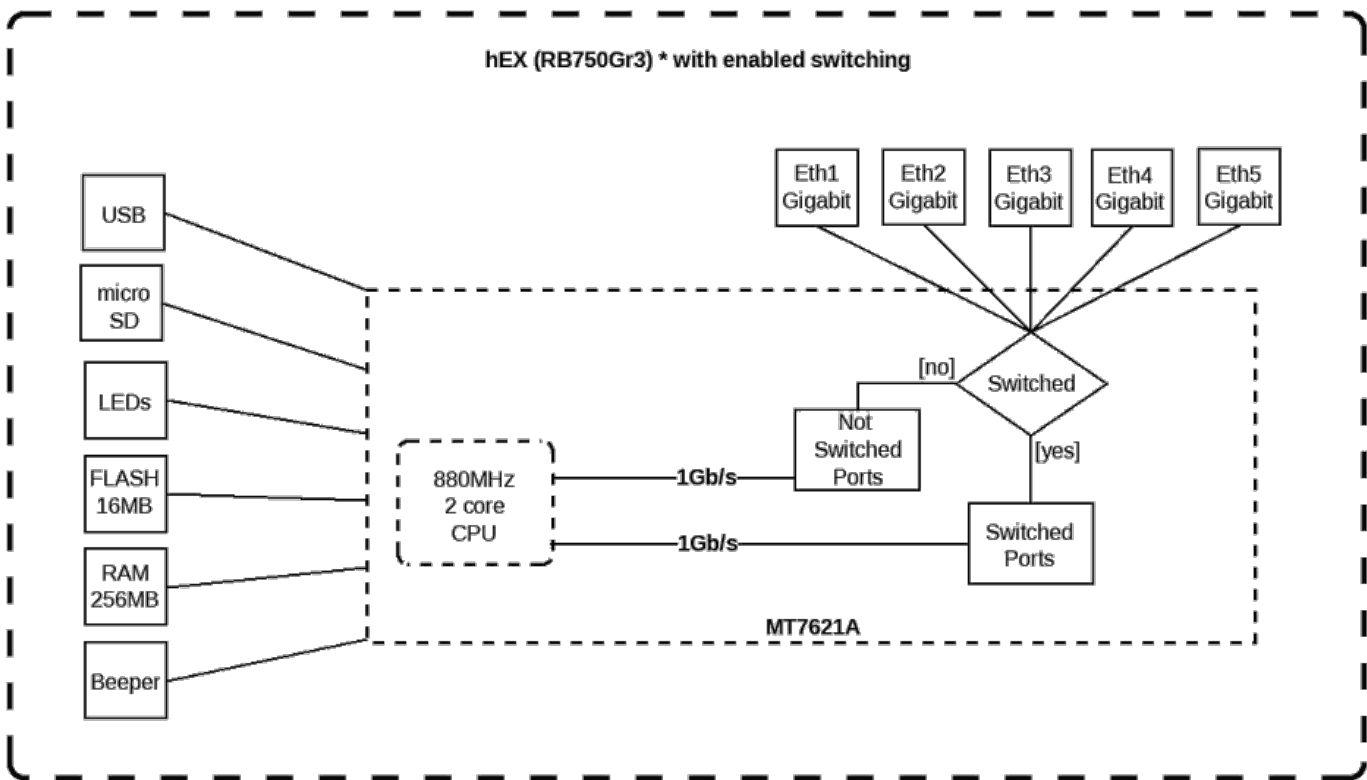 hEX (RB750Gr3) * with enabled switching
Eth1
Gigabit
Eth2
Gigabit
Eth3
Gigabit
Eth4
Gigabit
Eth5
Gigabit
USB
micro
SD
LEDs
FLASH
16MB
RAM
256MB
Beeper
[no]
Switched
[yes]
Not
Switched
Ports
880MHz
2 core
CPU
1Gb/s
1Gb/s
Switched
Ports
MT7621A